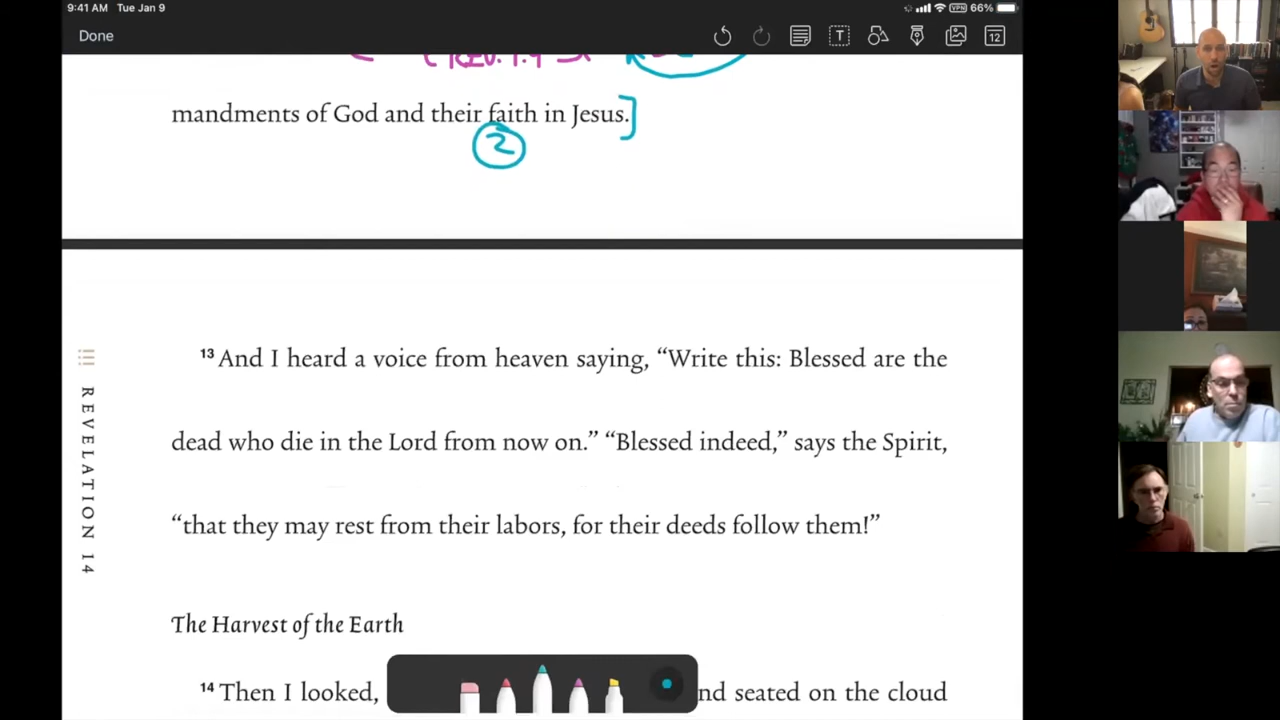 9:41 AM Tue Jan 9
VPN 66%
Done
T
12
mandments of God and their faith in Jesus.]
2
13 And I heard a voice from heaven saying, “Write this: Blessed are the
dead who die in the Lord from now on.” “Blessed indeed,” says the Spirit,
“that they may rest from their labors, for their deeds follow them!”
REVELATION 14
The Harvest of the Earth
14 Then I looked,
nd seated on the cloud